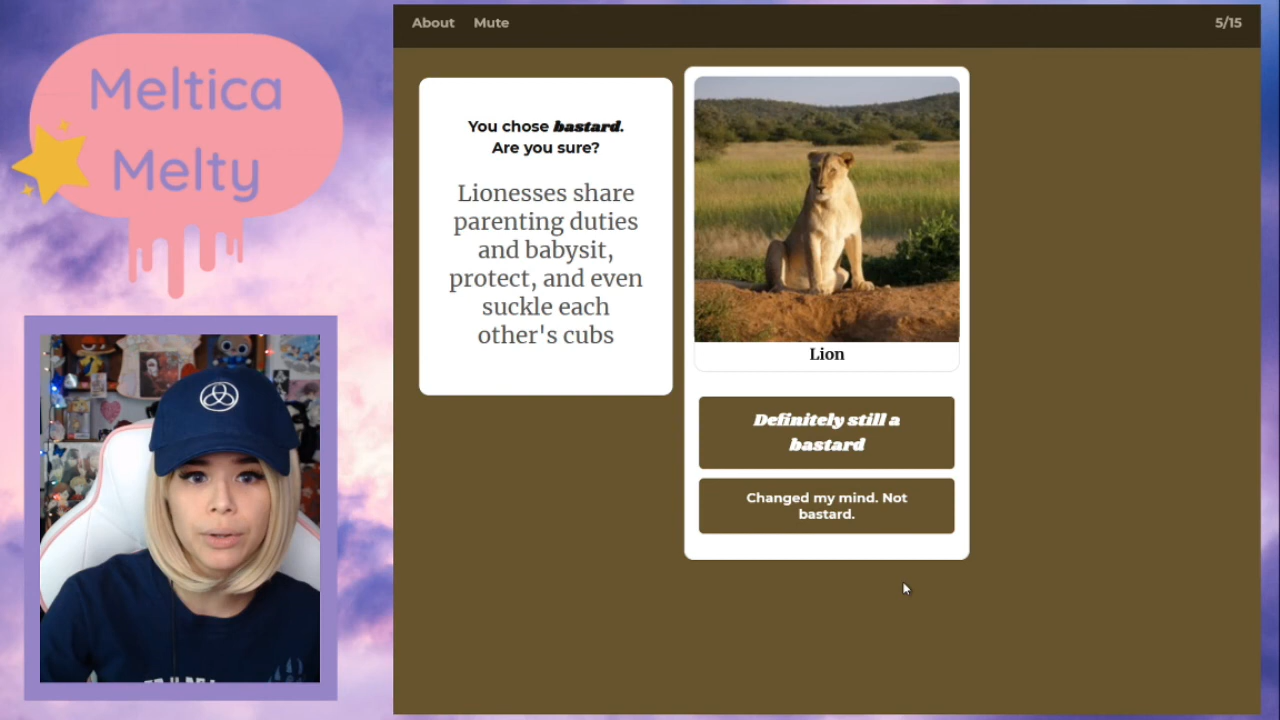 Meltica
Melty
About Mute 5/15
You chose bastard.
Are you sure?
Lionesses share
parenting duties
and babysit,
protect, and even
suckle each
other's cubs
Lion
Definitely still a
bastard
Changed my mind. Not
bastard.